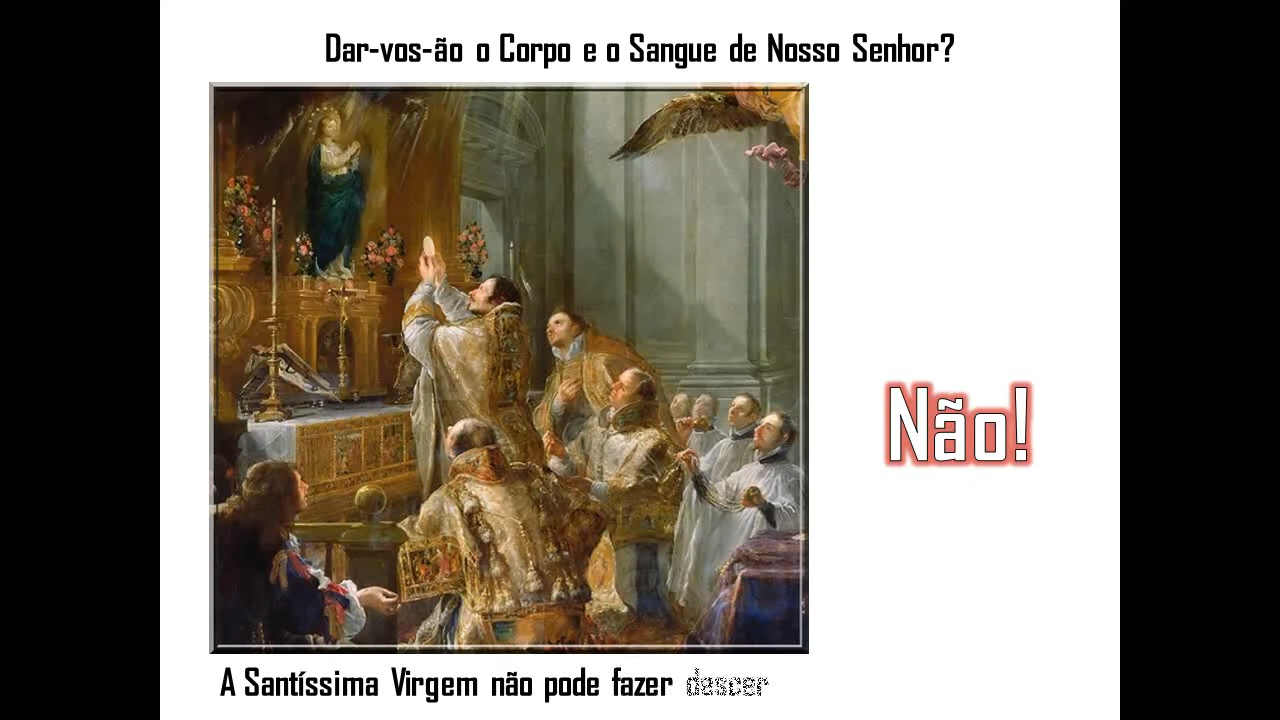 Dar-vos-ão o Corpo e o Sangue de Nosso Senhor?
Não!
A Santíssima Virgem não pode fazer descer